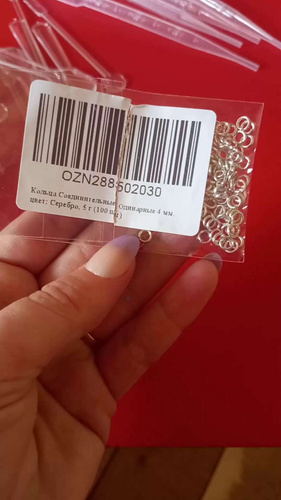 OZN288502030
Кольца Соединительные Одинарные 4 мм
цвет: Серебро, 5 г (100 шт)